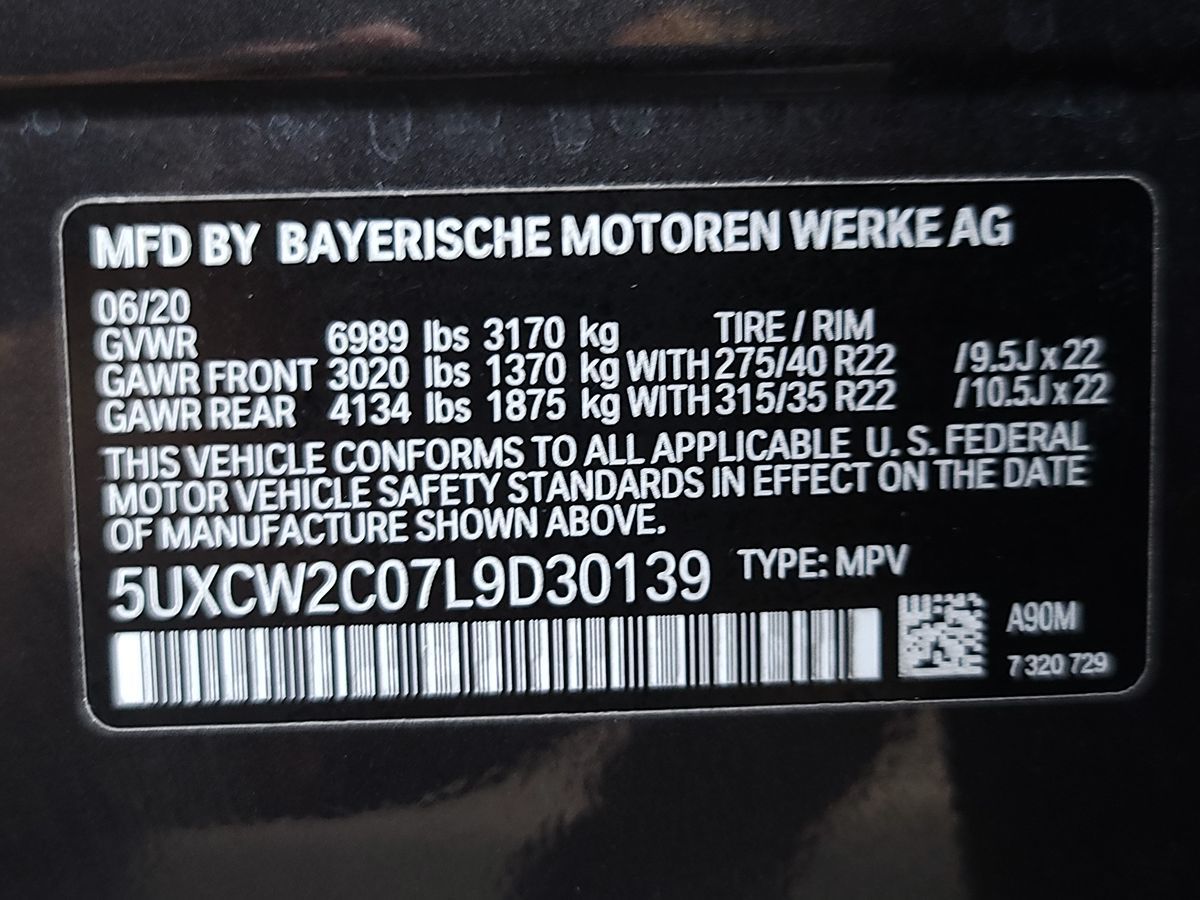 MFD BY BAYERISCHE MOTOREN WERKE AG
06/20
GVWR 6989 lbs 3170 kg TIRE / RIM
GAWR FRONT 3020 lbs 1370 kg WITH 275/40 R22 /9.5J x 22
GAWR REAR 4134 lbs 1875 kg WITH 315/35 R22 /10.5J x 22
THIS VEHICLE CONFORMS TO ALL APPLICABLE U. S. FEDERAL
MOTOR VEHICLE SAFETY STANDARDS IN EFFECT ON THE DATE
OF MANUFACTURE SHOWN ABOVE.
5UXCW2C07L9D30139 TYPE: MPV
A90M
7 320 729